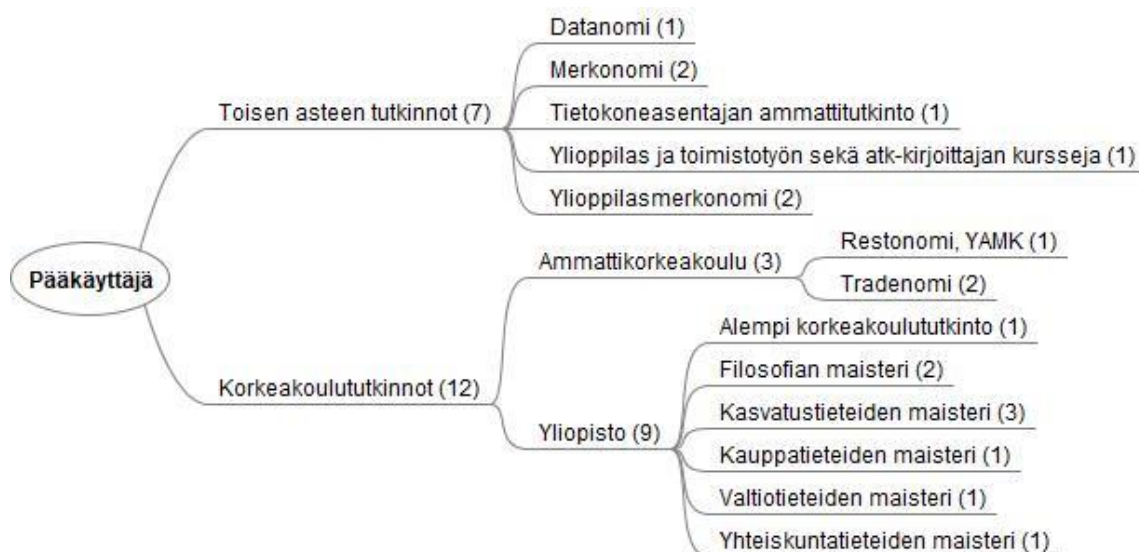 Pääkäyttäjä
Toisen asteen tutkinnot (7)
Datanomi (1)
Merkonomi (2)
Tietokoneasentajan ammattitutkinto (1)
Ylioppilas ja toimistotyön sekä atk-kirjoittajan kursseja (1)
Ylioppilasmerkonomi (2)
Korkeakoulututkinnot (12)
Ammattikorkeakoulu (3)
Restonomi, YAMK (1)
Tradenomi (2)
Yliopisto (9)
Alempi korkeakoulututkinto (1)
Filosofian maisteri (2)
Kasvatustieteiden maisteri (3)
Kauppatieteiden maisteri (1)
Valtiotieteiden maisteri (1)
Yhteiskuntatieteiden maisteri (1)